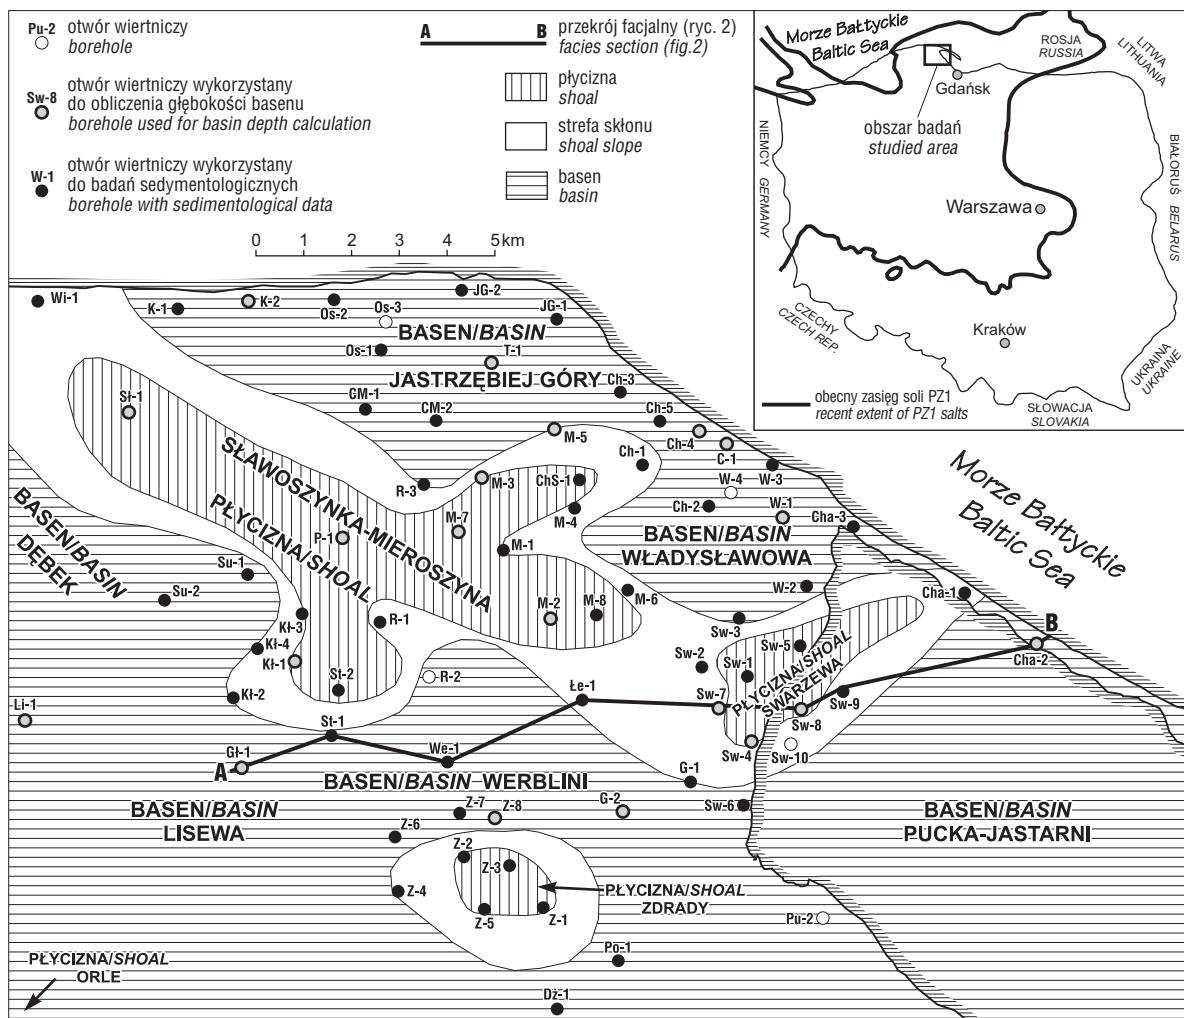 Pu-2
otwór wiertniczy
borehole
Sw-8
otwór wiertniczy wykorzystany
do obliczenia głębokości basenu
borehole used for basin depth calculation
W-1
otwór wiertniczy wykorzystany
do badań sedymentologicznych
borehole with sedimentological data
A B
przekrój facjalny (ryc. 2)
facies section (fig.2)
płycizna
shoal
strefa skłonu
shoal slope
basen
basin
0 1 2 3 4 5 km
Morze Bałtyckie
Baltic Sea
ROSJA
RUSSIA
LITWA
LITHUANIA
Gdańsk
obszar badań
studied area
NIEMCY GERMANY
BIAŁORUŚ BELARUS
Warszawa
CZECHY
CZECH REP.
Kraków
UKRAINA
UKRAINE
SŁOWACJA
SLOVAKIA
obecny zasięg soli PZ1
recent extent of PZ1 salts
Wi-1
K-1
K-2
Os-2
Os-3
JG-2
JG-1
BASEN/BASIN
JASTRZĘBIEJ GÓRY
Os-1
T-1
Sł-1
CM-1
CM-2
Ch-3
Ch-5
M-5
Ch-4
C-1
Ch-1
W-3
SŁAWOSZYNKA-MIEROSZYNA
PŁYCIZNA/SHOAL
R-3
M-3
ChS-1
M-4
W-4
Ch-2
W-1
Cha-3
Morze Bałtyckie
Baltic Sea
BASEN/BASIN
DĘBEK
P-1
M-7
M-1
BASEN/BASIN
WŁADYSŁAWOWA
Su-1
Su-2
W-2
Cha-1
M-6
M-2
M-8
Kł-3
R-1
Kł-4
Kł-1
Sw-3
Sw-5
Sw-2
Sw-1
PŁYCIZNA/SHOAL
SWARZEWA
B
Cha-2
St-2
R-2
Kł-2
Łe-1
Sw-7
Sw-8
Sw-9
Li-1
St-1
Gł-1
A
We-1
Sw-4
Sw-10
BASEN/BASIN WERBLINI
G-1
BASEN/BASIN
LISEWA
Z-7
Z-8
G-2
Sw-6
BASEN/BASIN
PUCKA-JASTARNI
Z-6
Z-2
Z-3
Z-4
PŁYCIZNA/SHOAL
ZDRADY
Z-5
Z-1
Pu-2
Po-1
PŁYCIZNA/SHOAL
ORLE
Dż-1